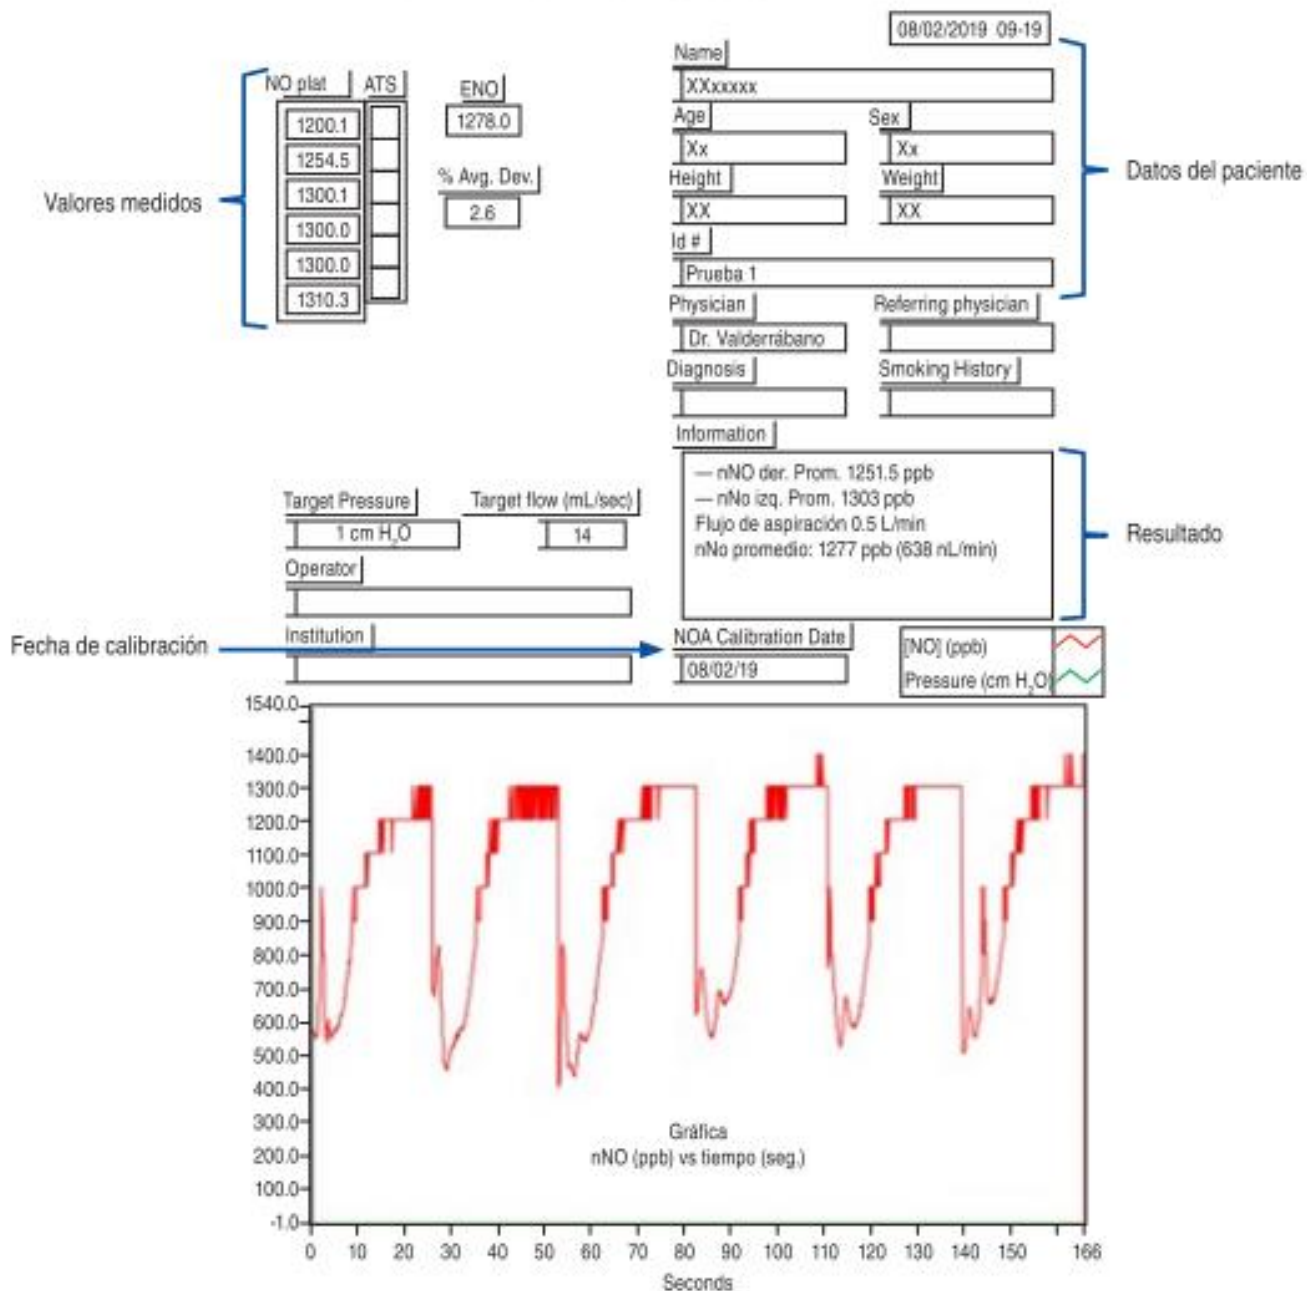 08/02/2019 09-19
Name
XXxxxxx
Age
Sex
Xx
Xx
Height
Weight
XX
XX
Id #
Prueba 1
Physician
Referring physician
Dr. Valderrábano
Diagnosis
Smoking History
Datos del paciente
NO plat
ATS
ENO
1200.1
1254.5
1300.1
1300.0
1300.0
1310.3
1278.0
% Avg. Dev.
2.6
Valores medidos
Information
— nNO der. Prom. 1251.5 ppb
— nNo izq. Prom. 1303 ppb
Flujo de aspiración 0.5 L/min
nNo promedio: 1277 ppb (638 nL/min)
Resultado
Target Pressure
Target flow (mL/sec)
1 cm H₂O
14
Operator
Institution
Fecha de calibración
NOA Calibration Date
08/02/19
[NO] (ppb)
Pressure (cm H₂O)
1540.0
1400.0
1300.0
1200.0
1100.0
1000.0
900.0
800.0
700.0
600.0
500.0
400.0
300.0
200.0
100.0
-1.0
Gráfica
nNO (ppb) vs tiempo (seg.)
0 10 20 30 40 50 60 70 80 90 100 110 120 130 140 150 166
Seconds